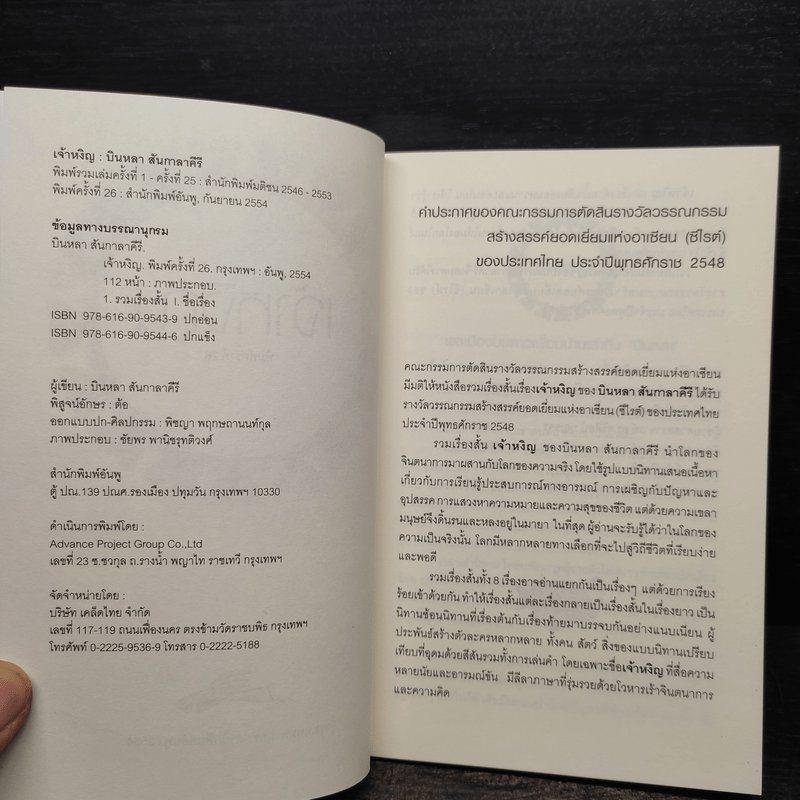 เจ้าหงิญ : บินหลา สันกาลาคีรี
พิมพ์รวมเล่มครั้งที่ 1 - ครั้งที่ 25 : สำนักพิมพ์มติชน 2546 - 2553
พิมพ์ครั้งที่ 26 : สำนักพิมพ์อันพู, กันยายน 2554
ข้อมูลทางบรรณานุกรม
บินหลา สันกาลาคีรี.
เจ้าหงิญ. พิมพ์ครั้งที่ 26. กรุงเทพฯ : อันพู, 2554
112 หน้า : ภาพประกอบ.
1. รวมเรื่องสั้น I. ชื่อเรื่อง
ISBN 978-616-90-9543-9 ปกอ่อน
ISBN 978-616-90-9544-6 ปกแข็ง
ผู้เขียน : บินหลา สันกาลาคีรี
พิสูจน์อักษร : ต้อ
ออกแบบปก-ศิลปกรรม : พิชญา พฤกษถานนท์กุล
ภาพประกอบ : ชัยพร พานิชรุทติวงศ์
สำนักพิมพ์อันพู
ตู้ ปณ.139 ปณศ.รองเมือง ปทุมวัน กรุงเทพฯ 10330
ดำเนินการพิมพ์โดย :
Advance Project Group Co.,Ltd
เลขที่ 23 ซ.ชวกุล ถ.รางน้ำ พญาไท ราชเทวี กรุงเทพฯ
จัดจำหน่ายโดย :
บริษัท เคล็ดไทย จำกัด
เลขที่ 117-119 ถนนเฟื่องนคร ตรงข้ามวัดราชบพิธ กรุงเทพฯ
โทรศัพท์ 0-2225-9536-9 โทรสาร 0-2222-5188
คำประกาศของคณะกรรมการตัดสินรางวัลวรรณกรรม
สร้างสรรค์ยอดเยี่ยมแห่งอาเซียน (ซีไรต์)
ของประเทศไทย ประจำปีพุทธศักราช 2548
คณะกรรมการตัดสินรางวัลวรรณกรรมสร้างสรรค์ยอดเยี่ยมแห่งอาเซียน
มีมติให้หนังสือรวมเรื่องสั้นเรื่องเจ้าหงิญ ของ บินหลา สันกาลาคีรี ได้รับ
รางวัลวรรณกรรมสร้างสรรค์ยอดเยี่ยมแห่งอาเซียน (ซีไรต์) ของประเทศไทย
ประจำปีพุทธศักราช 2548
รวมเรื่องสั้น เจ้าหงิญ ของบินหลา สันกาลาคีรี นำโลกของ
จินตนาการมาผสานกับโลกของความจริง โดยใช้รูปแบบนิทานเสนอเนื้อหา
เกี่ยวกับการเรียนรู้ประสบการณ์ทางอารมณ์ การเผชิญกับปัญหาและ
อุปสรรค การแสวงหาความหมายและความสุขของชีวิต แต่ด้วยความเขลา
มนุษย์จึงดิ้นรนและหลงอยู่ในมายา ในที่สุด ผู้อ่านจะรับรู้ได้ว่าในโลกของ
ความเป็นจริงนั้น โลกมีหลากหลายทางเลือกที่จะไปสู่วิถีชีวิตที่เรียบง่าย
และพอดี
รวมเรื่องสั้นทั้ง 8 เรื่องอาจอ่านแยกกันเป็นเรื่องๆ แต่ด้วยการเรียง
ร้อยเข้าด้วยกัน ทำให้เรื่องสั้นแต่ละเรื่องกลายเป็นเรื่องสั้นในเรื่องยาว เป็น
นิทานซ้อนนิทานที่เรื่องต้นกับเรื่องท้ายมาบรรจบกันอย่างแนบเนียน ผู้
ประพันธ์สร้างตัวละครหลากหลาย ทั้งคน สัตว์ สิ่งของแบบนิทานเปรียบ
เทียบที่อุดมด้วยสีสันรวมทั้งการเล่นคำ โดยเฉพาะชื่อเจ้าหงิญ ที่สื่อความ
หลายนัยและอารมณ์ขัน มีลีลาภาษาที่รุ่มรวยด้วยโวหารเร้าจินตนาการ
และความคิด